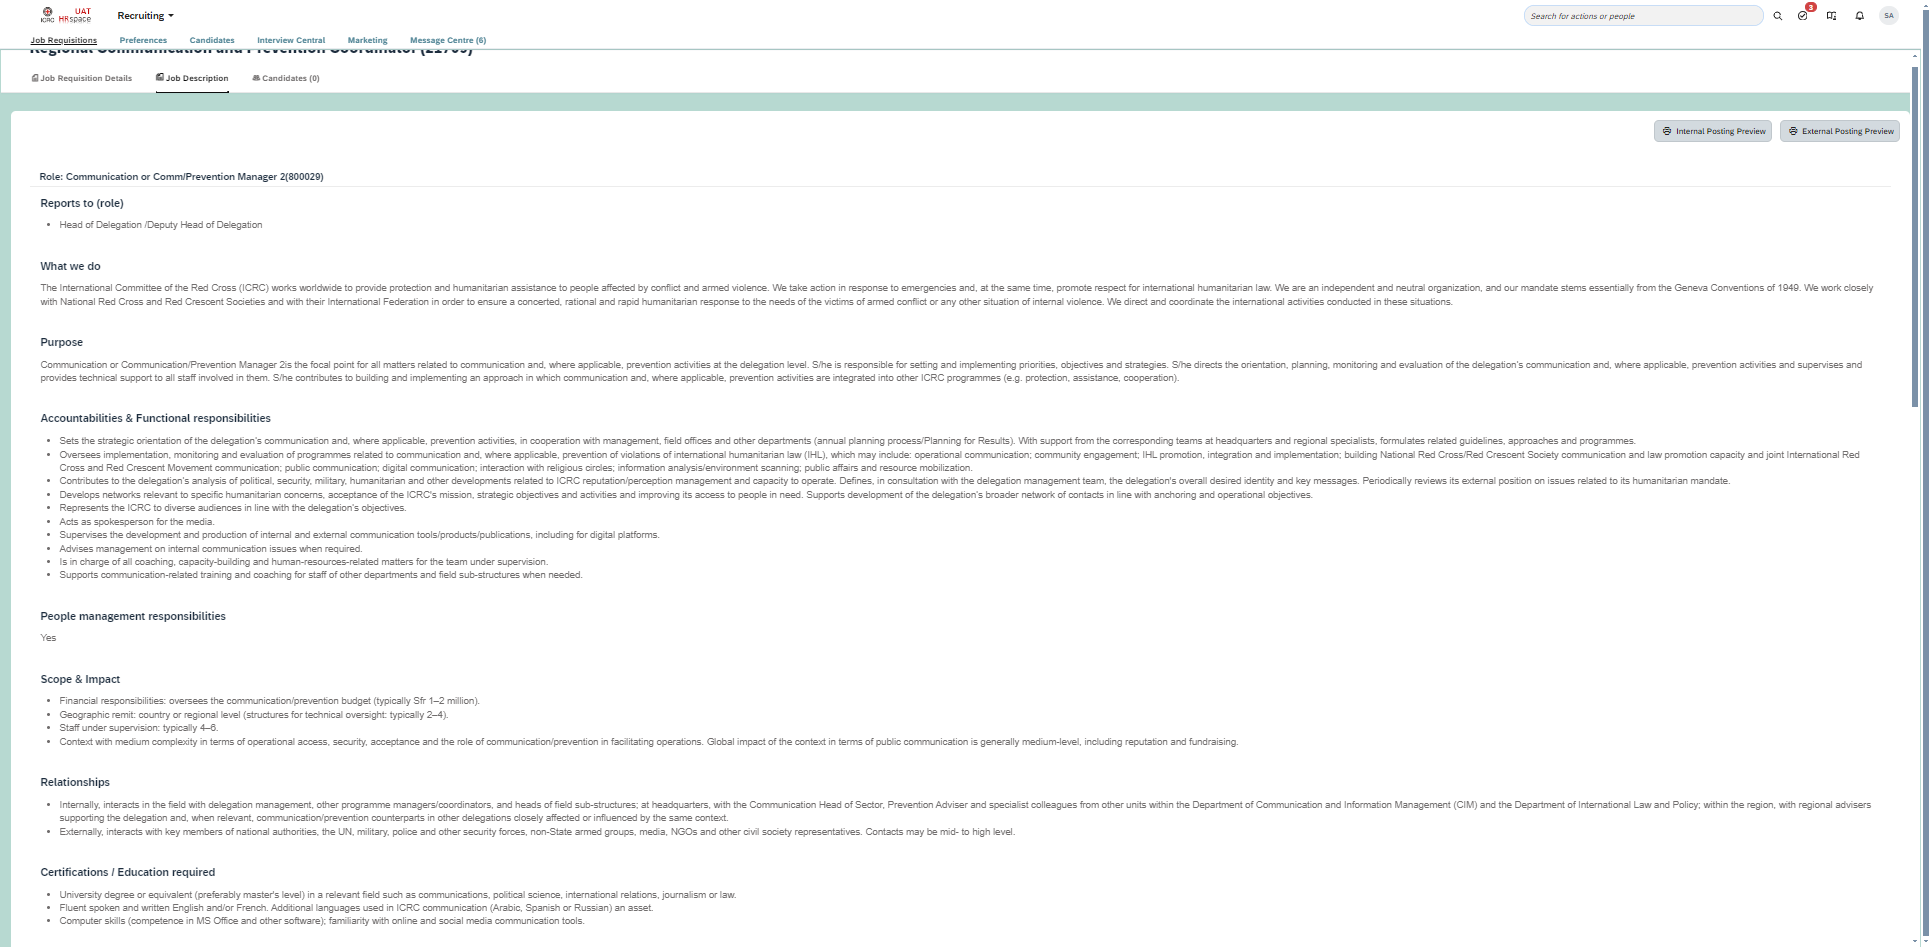 ICRC
UAT
HRspace
Recruiting
Search for actions or people
3
SA
Job Requisitions
Preferences
Candidates
Interview Central
Marketing
Message Centre (6)
Regional Communication and Prevention Coordinator (21709)
Job Requisition Details
Job Description
Candidates (0)
Internal Posting Preview
External Posting Preview
Role: Communication or Comm/Prevention Manager 2(800029)
Reports to (role)
• Head of Delegation /Deputy Head of Delegation
What we do
The International Committee of the Red Cross (ICRC) works worldwide to provide protection and humanitarian assistance to people affected by conflict and armed violence. We take action in response to emergencies and, at the same time, promote respect for international humanitarian law. We are an independent and neutral organization, and our mandate stems essentially from the Geneva Conventions of 1949. We work closely
with National Red Cross and Red Crescent Societies and with their International Federation in order to ensure a concerted, rational and rapid humanitarian response to the needs of the victims of armed conflict or any other situation of internal violence. We direct and coordinate the international activities conducted in these situations.
Purpose
Communication or Communication/Prevention Manager 2is the focal point for all matters related to communication and, where applicable, prevention activities at the delegation level. S/he is responsible for setting and implementing priorities, objectives and strategies. S/he directs the orientation, planning, monitoring and evaluation of the delegation's communication and, where applicable, prevention activities and supervises and
provides technical support to all staff involved in them. S/he contributes to building and implementing an approach in which communication and, where applicable, prevention activities are integrated into other ICRC programmes (e.g. protection, assistance, cooperation).
Accountabilities & Functional responsibilities
• Sets the strategic orientation of the delegation's communication and, where applicable, prevention activities, in cooperation with management, field offices and other departments (annual planning process/Planning for Results). With support from the corresponding teams at headquarters and regional specialists, formulates related guidelines, approaches and programmes.
• Oversees implementation, monitoring and evaluation of programmes related to communication and, where applicable, prevention of violations of international humanitarian law (IHL), which may include: operational communication; community engagement; IHL promotion, integration and implementation; building National Red Cross/Red Crescent Society communication and law promotion capacity and joint International Red
Cross and Red Crescent Movement communication; public communication; digital communication; interaction with religious circles; information analysis/environment scanning; public affairs and resource mobilization.
• Contributes to the delegation's analysis of political, security, military, humanitarian and other developments related to ICRC reputation/perception management and capacity to operate. Defines, in consultation with the delegation management team, the delegation's overall desired identity and key messages. Periodically reviews its external position on issues related to its humanitarian mandate.
• Develops networks relevant to specific humanitarian concerns, acceptance of the ICRC's mission, strategic objectives and activities and improving its access to people in need. Supports development of the delegation's broader network of contacts in line with anchoring and operational objectives.
• Represents the ICRC to diverse audiences in line with the delegation's objectives.
• Acts as spokesperson for the media.
• Supervises the development and production of internal and external communication tools/products/publications, including for digital platforms.
• Advises management on internal communication issues when required.
• Is in charge of all coaching, capacity-building and human-resources-related matters for the team under supervision.
• Supports communication-related training and coaching for staff of other departments and field sub-structures when needed.
People management responsibilities
Yes
Scope & Impact
• Financial responsibilities: oversees the communication/prevention budget (typically Sfr 1–2 million).
• Geographic remit: country or regional level (structures for technical oversight: typically 2–4).
• Staff under supervision: typically 4–6.
• Context with medium complexity in terms of operational access, security, acceptance and the role of communication/prevention in facilitating operations. Global impact of the context in terms of public communication is generally medium-level, including reputation and fundraising.
Relationships
• Internally, interacts in the field with delegation management, other programme managers/coordinators, and heads of field sub-structures; at headquarters, with the Communication Head of Sector, Prevention Adviser and specialist colleagues from other units within the Department of Communication and Information Management (CIM) and the Department of International Law and Policy; within the region, with regional advisers
supporting the delegation and, when relevant, communication/prevention counterparts in other delegations closely affected or influenced by the same context.
• Externally, interacts with key members of national authorities, the UN, military, police and other security forces, non-State armed groups, media, NGOs and other civil society representatives. Contacts may be mid- to high level.
Certifications / Education required
• University degree or equivalent (preferably master's level) in a relevant field such as communications, political science, international relations, journalism or law.
• Fluent spoken and written English and/or French. Additional languages used in ICRC communication (Arabic, Spanish or Russian) an asset.
• Computer skills (competence in MS Office and other software); familiarity with online and social media communication tools.